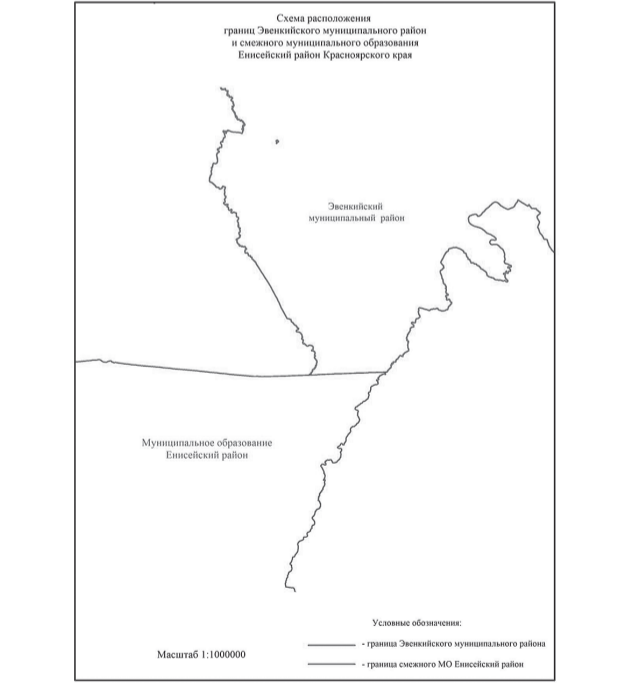 Схема расположения
границ Эвенкийского муниципального район
и смежного муниципального образования
Енисейский район Красноярского края
Эвенкийский
муниципальный район
Муниципальное образование
Енисейский район
Условные обозначения:
- граница Эвенкийского муниципального района
Масштаб 1:1000000
- граница смежного МО Енисейский район